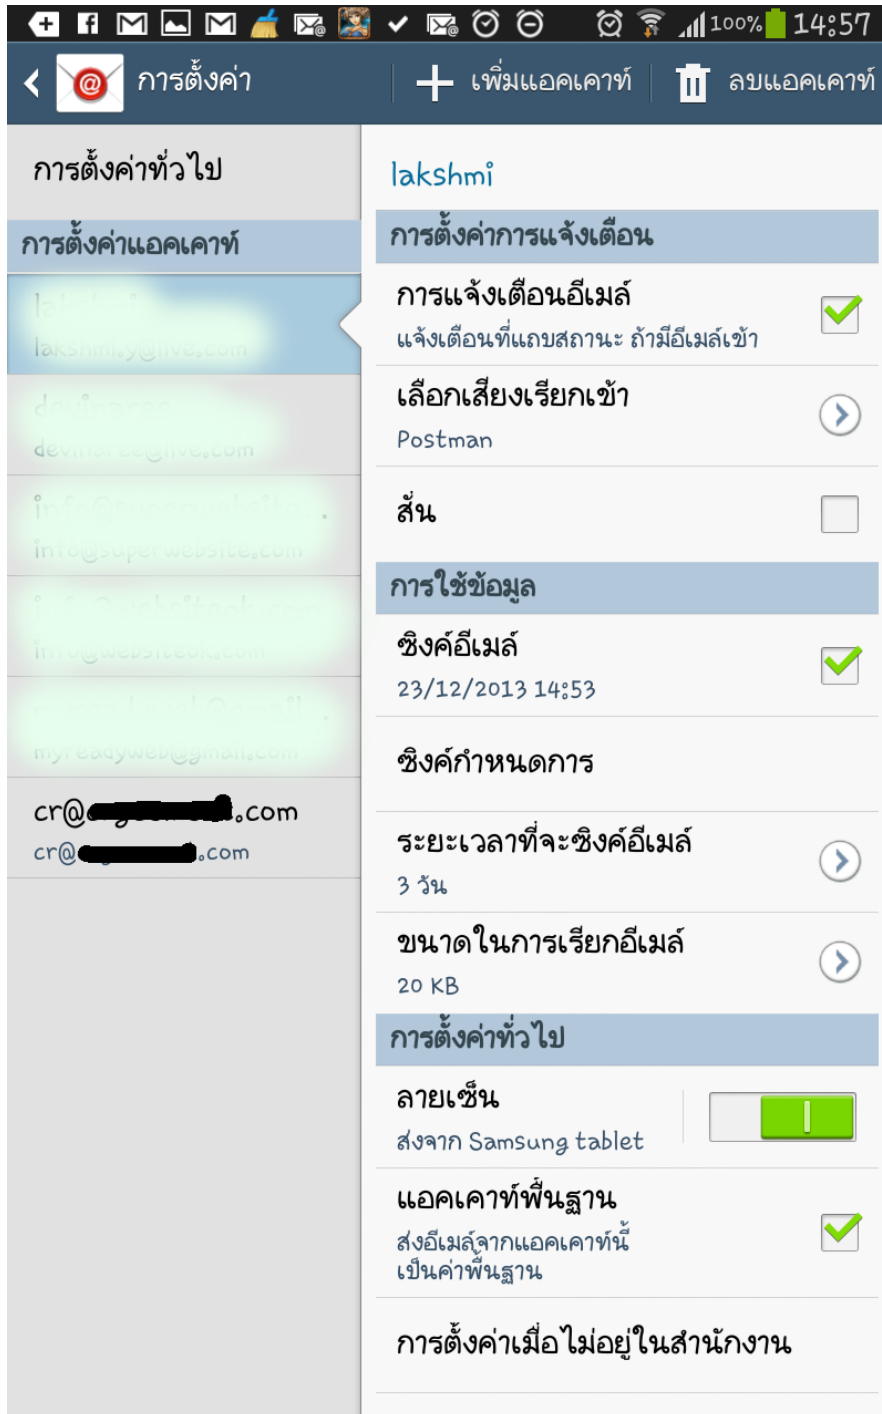 100% 14:57
การตั้งค่า
เพิ่มแอคเคาท์
ลบแอคเคาท์
การตั้งค่าทั่วไป
การตั้งค่าแอคเคาท์
cr@ .com
cr@ .com
lakshmi
การตั้งค่าการแจ้งเตือน
การแจ้งเตือนอีเมล์
แจ้งเตือนที่แถบสถานะ ถ้ามีอีเมล์เข้า
เลือกเสียงเรียกเข้า
Postman
สั่น
การใช้ข้อมูล
ซิงค์อีเมล์
23/12/2013 14:53
ซิงค์กำหนดการ
ระยะเวลาที่จะซิงค์อีเมล์
3 วัน
ขนาดในการเรียกอีเมล์
20 KB
การตั้งค่าทั่วไป
ลายเซ็น
ส่งจาก Samsung tablet
แอคเคาท์พื้นฐาน
ส่งอีเมล์จากแอคเคาท์นี้
เป็นค่าพื้นฐาน
การตั้งค่าเมื่อไม่อยู่ในสำนักงาน